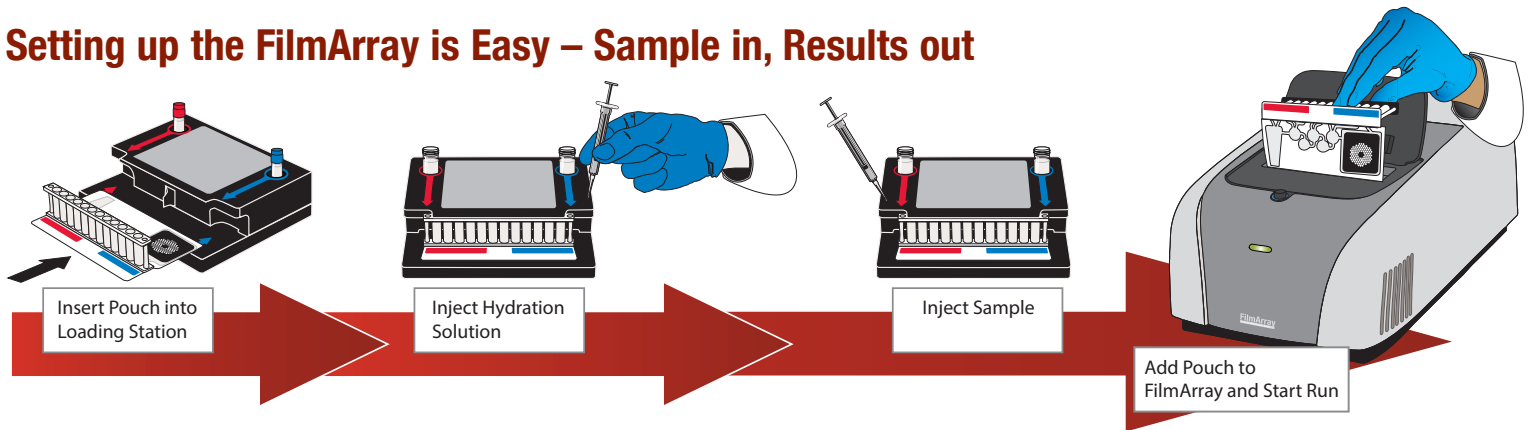 Setting up the FilmArray is Easy – Sample in, Results out
Insert Pouch into
Loading Station
Inject Hydration
Solution
Inject Sample
FilmArray
Add Pouch to
FilmArray and Start Run